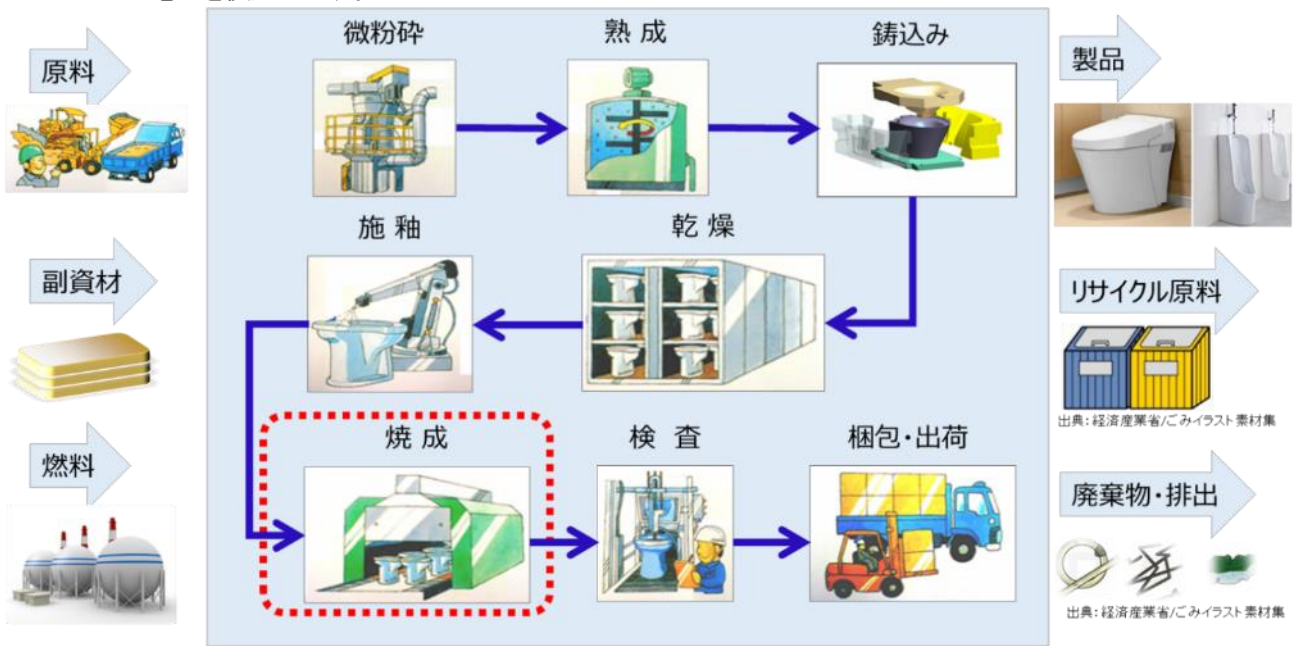 原料
副資材
燃料
微粉砕
熟成
鋳込み
施釉
乾燥
焼成
検査
梱包・出荷
製品
リサイクル原料
出典:経済産業省/ごみイラスト素材集
廃棄物・排出
出典:経済産業省/ごみイラスト素材集